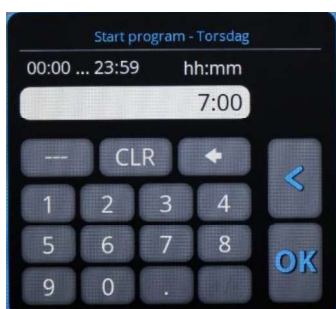 Start program - Torsdag
00:00 ... 23:59 hh:mm
7:00
--- CLR
1 2 3 4
<
5 6 7 8
OK
9 0 .